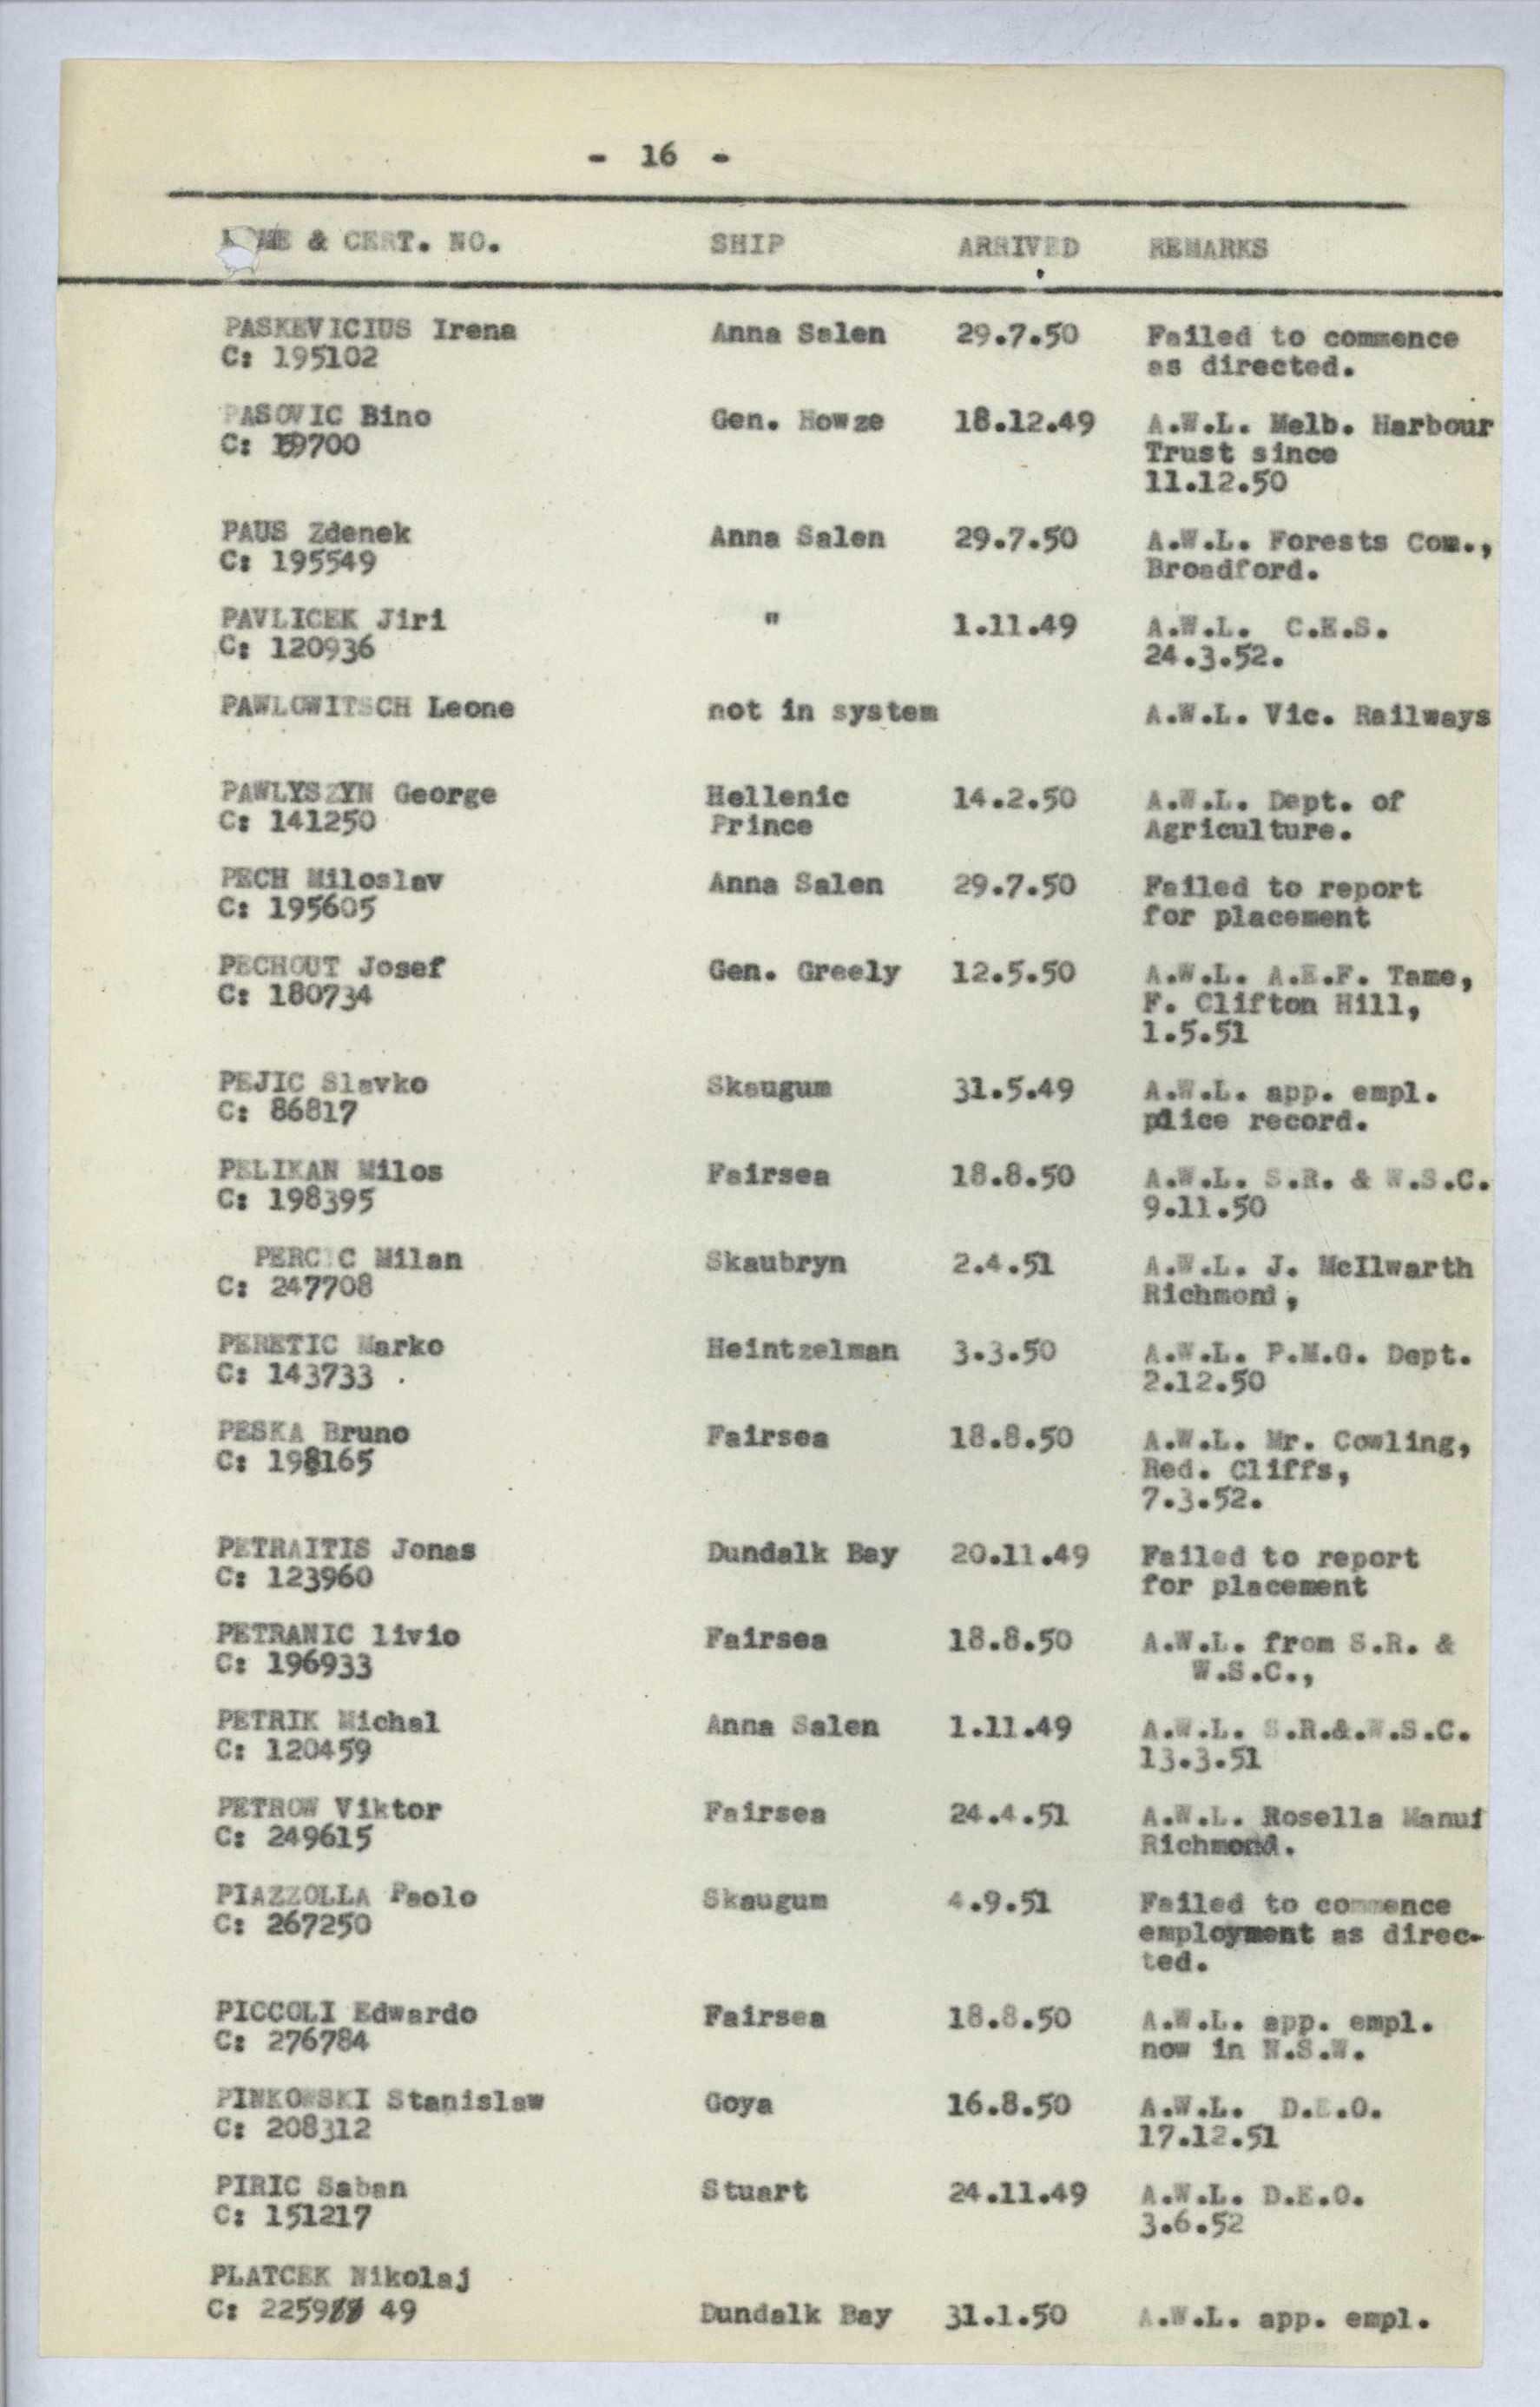 - 16 -
NAME & CERT. NO. SHIP ARRIVED REMARKS
PASKEVICIUS Irena Anna Salen 29.7.50 Failed to commence
C: 195102 as directed.
PASOVIC Bino Gen. Howze 18.12.49 A.W.L. Melb. Harbour
C: 9700 Trust since
11.12.50
PAUS Zdenek Anna Salen 29.7.50 A.W.L. Forests Com.,
C: 195549 Broadford.
PAVLICEK Jiri " 1.11.49 A.W.L. C.E.S.
C: 120936 24.3.52.
PAWLOWITSCH Leone not in system A.W.L. Vic. Railways
PAWLYSZYN George Hellenic 14.2.50 A.W.L. Dept. of
C: 141250 Prince Agriculture.
PECH Miloslav Anna Salen 29.7.50 Failed to report
C: 195605 for placement
PECHOUT Josef Gen. Greely 12.5.50 A.W.L. A.E.F. Tame,
C: 180734 F. Clifton Hill,
1.5.51
PEJIC Slavko Skaugum 31.5.49 A.W.L. app. empl.
C: 86817 plice record.
PELIKAN Milos Fairsea 18.8.50 A.W.L. S.R. & W.S.C.
C: 198395 9.11.50
PERCIC Milan Skaubryn 2.4.51 A.W.L. J. McIlwarth
C: 247708 Richmond,
PERETIC Marko Heintzelman 3.3.50 A.W.L. P.M.G. Dept.
C: 143733 2.12.50
PESKA Bruno Fairsea 18.8.50 A.W.L. Mr. Cowling,
C: 198165 Red. Cliffs,
7.3.52.
PETRAITIS Jonas Dundalk Bay 20.11.49 Failed to report
C: 123960 for placement
PETRANIC livio Fairsea 18.8.50 A.W.L. from S.R. &
C: 196933 W.S.C.,
PETRIK Michal Anna Salen 1.11.49 A.W.L. S.R.&.W.S.C.
C: 120459 13.3.51
PETROW Viktor Fairsea 24.4.51 A.W.L. Rosella Manuf
C: 249615 Richmond.
PIAZZOLLA Paolo Skaugum 4.9.51 Failed to commence
C: 267250 employment as direc-
ted.
PICCOLI Edwardo Fairsea 18.8.50 A.W.L. app. empl.
C: 276784 now in N.S.W.
PINKOWSKI Stanislaw Goya 16.8.50 A.W.L. D.E.O.
C: 208312 17.12.51
PIRIC Saban Stuart 24.11.49 A.W.L. D.E.O.
C: 151217 3.6.52
PLATCEK Nikolaj
C: 2259 49 Dundalk Bay 31.1.50 A.W.L. app. empl.